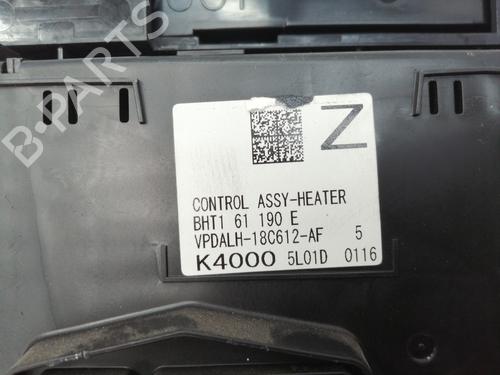 B-PARTS
Z
CONTROL ASSY-HEATER
BHT1 61 190 E
VPDALH-18C612-AF 5
K4000 5L01D 0116